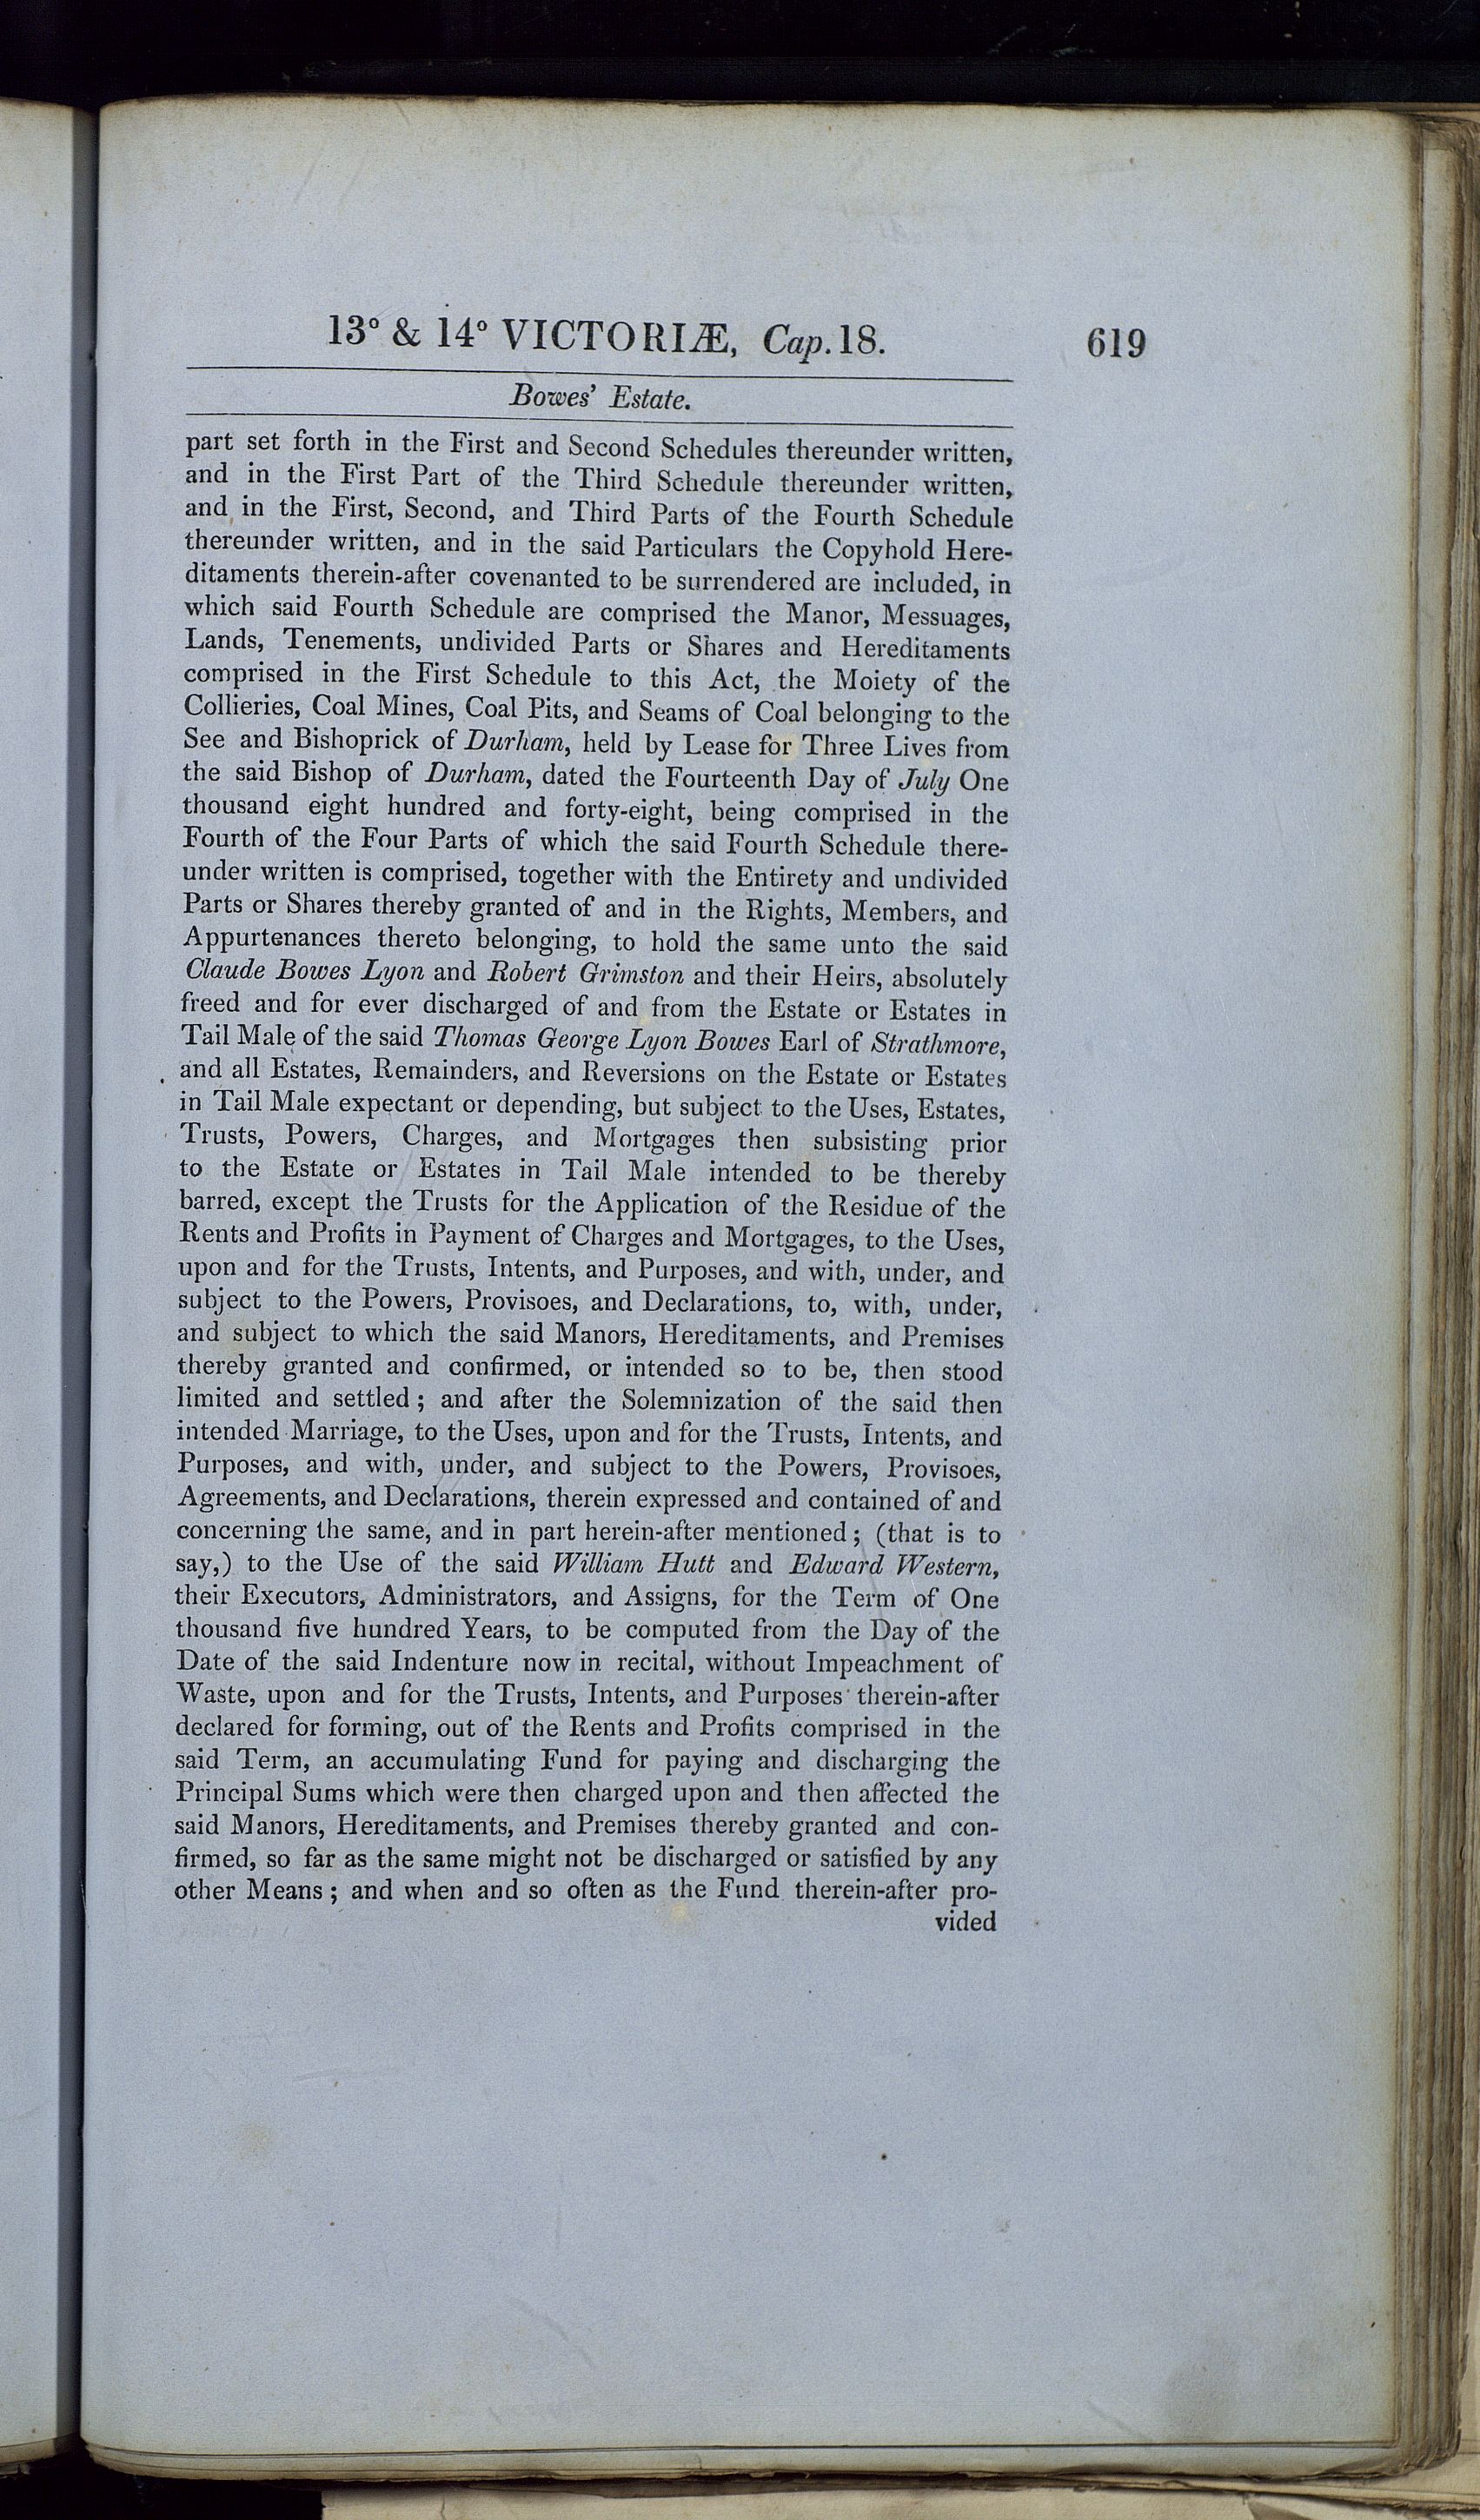 13° & 14° VICTORIÆ, Cap. 18. 619
Bowes' Estate.
part set forth in the First and Second Schedules thereunder written,
and in the First Part of the Third Schedule thereunder written,
and in the First, Second, and Third Parts of the Fourth Schedule
thereunder written, and in the said Particulars the Copyhold Here-
ditaments therein-after covenanted to be surrendered are included, in
which said Fourth Schedule are comprised the Manor, Messuages,
Lands, Tenements, undivided Parts or Shares and Hereditaments
comprised in the First Schedule to this Act, the Moiety of the
Collieries, Coal Mines, Coal Pits, and Seams of Coal belonging to the
See and Bishoprick of Durham, held by Lease for Three Lives from
the said Bishop of Durham, dated the Fourteenth Day of July One
thousand eight hundred and forty-eight, being comprised in the
Fourth of the Four Parts of which the said Fourth Schedule there-
under written is comprised, together with the Entirety and undivided
Parts or Shares thereby granted of and in the Rights, Members, and
Appurtenances thereto belonging, to hold the same unto the said
Claude Bowes Lyon and Robert Grimston and their Heirs, absolutely
freed and for ever discharged of and from the Estate or Estates in
Tail Male of the said Thomas George Lyon Bowes Earl of Strathmore,
and all Estates, Remainders, and Reversions on the Estate or Estates
in Tail Male expectant or depending, but subject to the Uses, Estates,
Trusts, Powers, Charges, and Mortgages then subsisting prior
to the Estate or Estates in Tail Male intended to be thereby
barred, except the Trusts for the Application of the Residue of the
Rents and Profits in Payment of Charges and Mortgages, to the Uses,
upon and for the Trusts, Intents, and Purposes, and with, under, and
subject to the Powers, Provisoes, and Declarations, to, with, under,
and subject to which the said Manors, Hereditaments, and Premises
thereby granted and confirmed, or intended so to be, then stood
limited and settled; and after the Solemnization of the said then
intended Marriage, to the Uses, upon and for the Trusts, Intents, and
Purposes, and with, under, and subject to the Powers, Provisoes,
Agreements, and Declarations, therein expressed and contained of and
concerning the same, and in part herein-after mentioned; (that is to
say,) to the Use of the said William Hutt and Edward Western,
their Executors, Administrators, and Assigns, for the Term of One
thousand five hundred Years, to be computed from the Day of the
Date of the said Indenture now in recital, without Impeachment of
Waste, upon and for the Trusts, Intents, and Purposes therein-after
declared for forming, out of the Rents and Profits comprised in the
said Term, an accumulating Fund for paying and discharging the
Principal Sums which were then charged upon and then affected the
said Manors, Hereditaments, and Premises thereby granted and con-
firmed, so far as the same might not be discharged or satisfied by any
other Means; and when and so often as the Fund therein-after pro-
vided